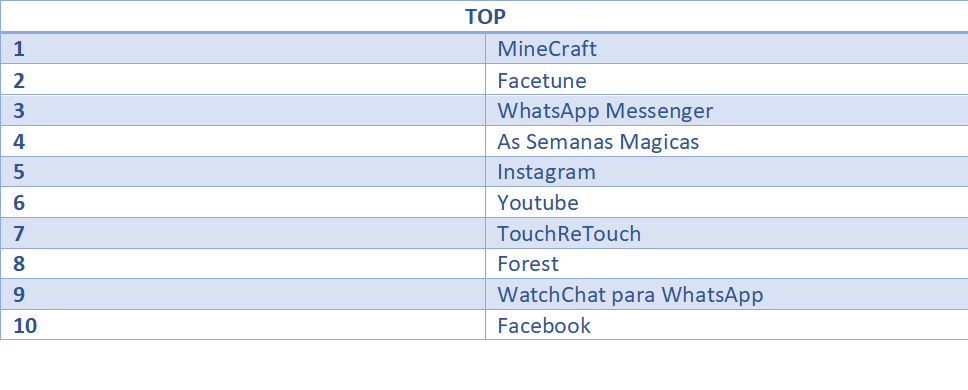 TOP
1 MineCraft
2 Facetune
3 WhatsApp Messenger
4 As Semanas Magicas
5 Instagram
6 Youtube
7 TouchReTouch
8 Forest
9 WatchChat para WhatsApp
10 Facebook